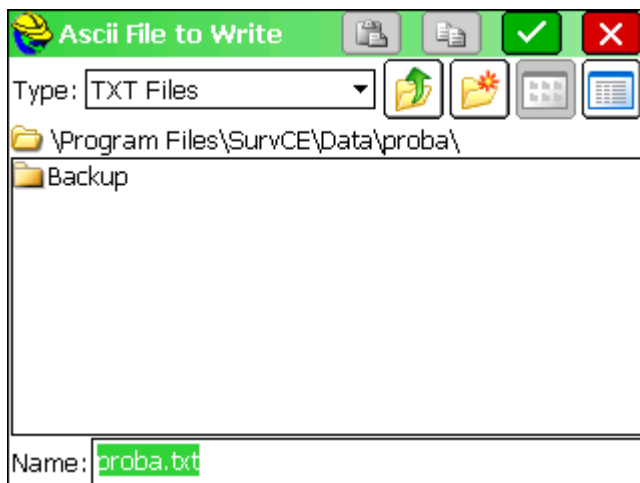 Ascii File to Write
Type: TXT Files
\Program Files\SurvCE\Data\proba\
Backup
Name: proba.txt